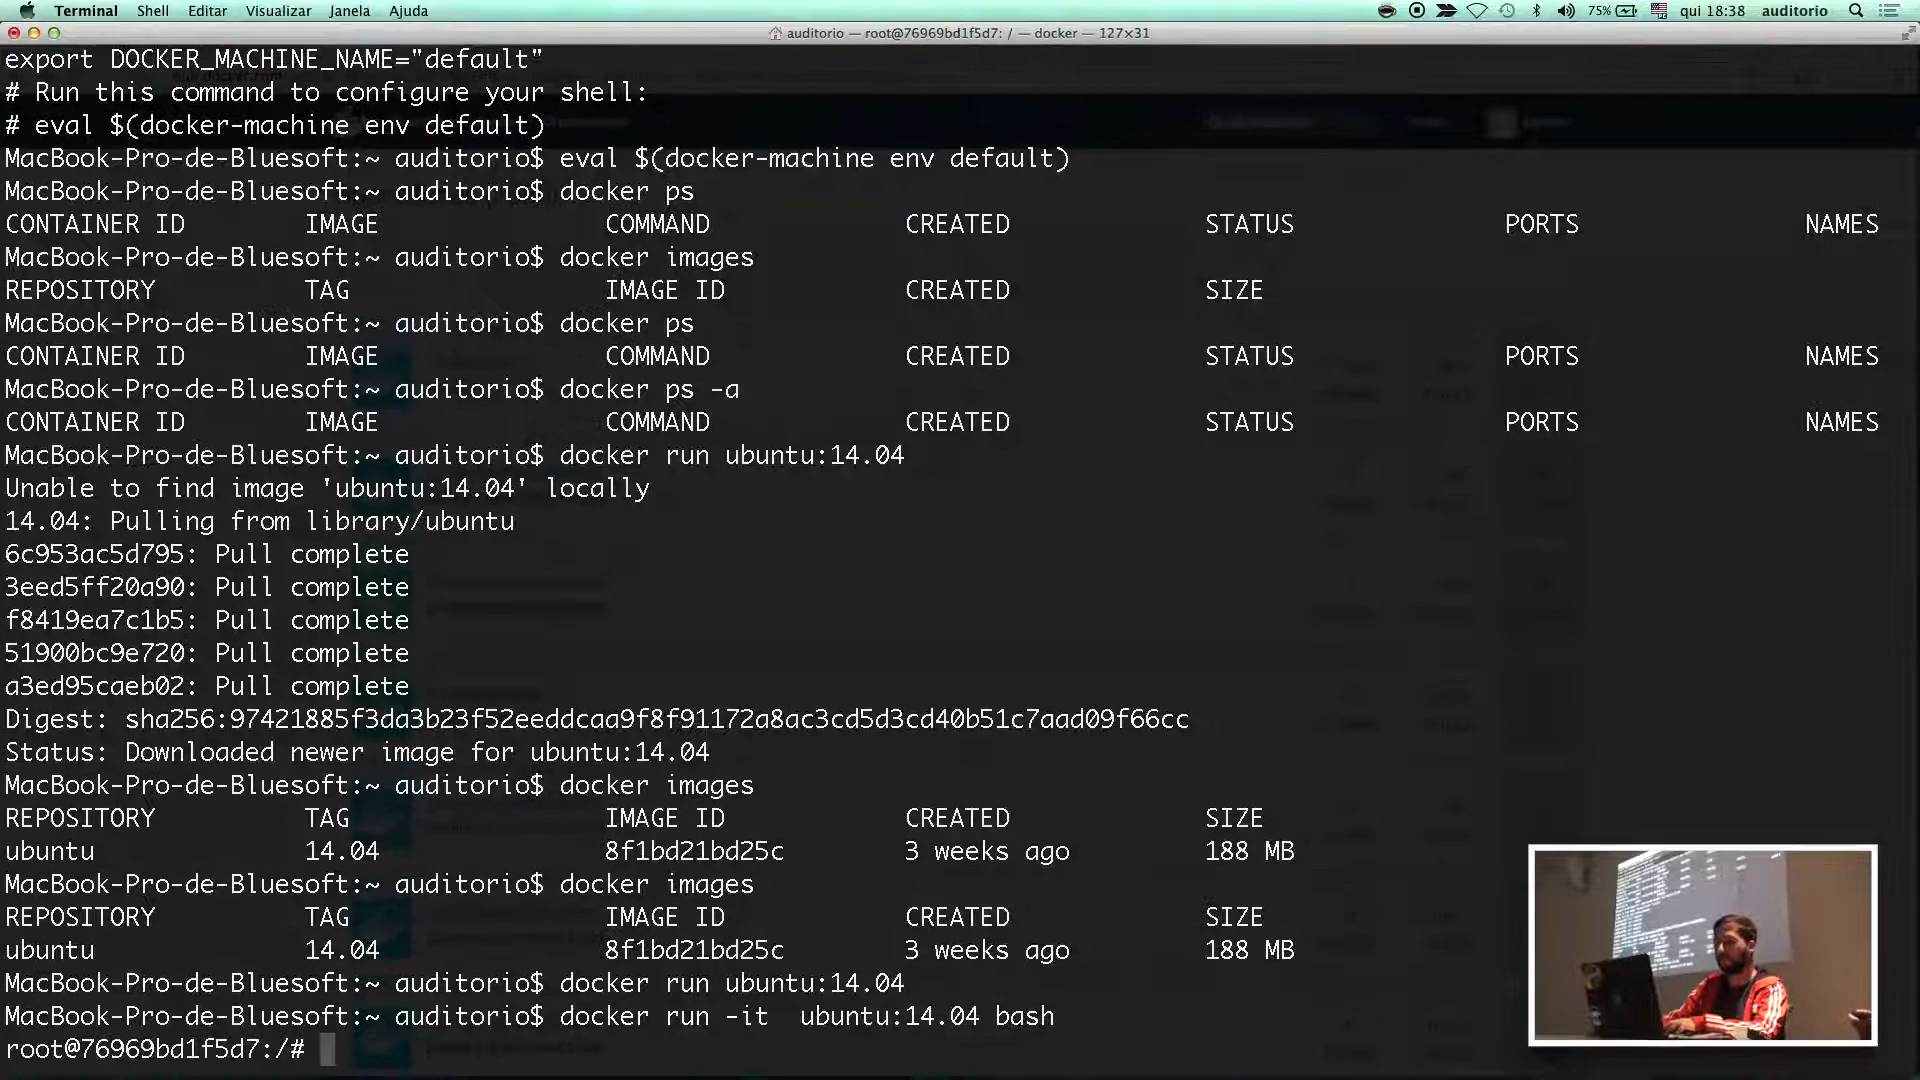 Terminal Shell Editar Visualizar Janela Ajuda 75% qui 18:38 auditorio
auditorio — root@76969bd1f5d7: / — docker — 127×31
export DOCKER_MACHINE_NAME="default"
# Run this command to configure your shell:
# eval $(docker-machine env default)
MacBook-Pro-de-Bluesoft:~ auditorio$ eval $(docker-machine env default)
MacBook-Pro-de-Bluesoft:~ auditorio$ docker ps
CONTAINER ID IMAGE COMMAND CREATED STATUS PORTS NAMES
MacBook-Pro-de-Bluesoft:~ auditorio$ docker images
REPOSITORY TAG IMAGE ID CREATED SIZE
MacBook-Pro-de-Bluesoft:~ auditorio$ docker ps
CONTAINER ID IMAGE COMMAND CREATED STATUS PORTS NAMES
MacBook-Pro-de-Bluesoft:~ auditorio$ docker ps -a
CONTAINER ID IMAGE COMMAND CREATED STATUS PORTS NAMES
MacBook-Pro-de-Bluesoft:~ auditorio$ docker run ubuntu:14.04
Unable to find image 'ubuntu:14.04' locally
14.04: Pulling from library/ubuntu
6c953ac5d795: Pull complete
3eed5ff20a90: Pull complete
f8419ea7c1b5: Pull complete
51900bc9e720: Pull complete
a3ed95caeb02: Pull complete
Digest: sha256:97421885f3da3b23f52eeddcaa9f8f91172a8ac3cd5d3cd40b51c7aad09f66cc
Status: Downloaded newer image for ubuntu:14.04
MacBook-Pro-de-Bluesoft:~ auditorio$ docker images
REPOSITORY TAG IMAGE ID CREATED SIZE
ubuntu 14.04 8f1bd21bd25c 3 weeks ago 188 MB
MacBook-Pro-de-Bluesoft:~ auditorio$ docker images
REPOSITORY TAG IMAGE ID CREATED SIZE
ubuntu 14.04 8f1bd21bd25c 3 weeks ago 188 MB
MacBook-Pro-de-Bluesoft:~ auditorio$ docker run ubuntu:14.04
MacBook-Pro-de-Bluesoft:~ auditorio$ docker run -it  ubuntu:14.04 bash
root@76969bd1f5d7:/#